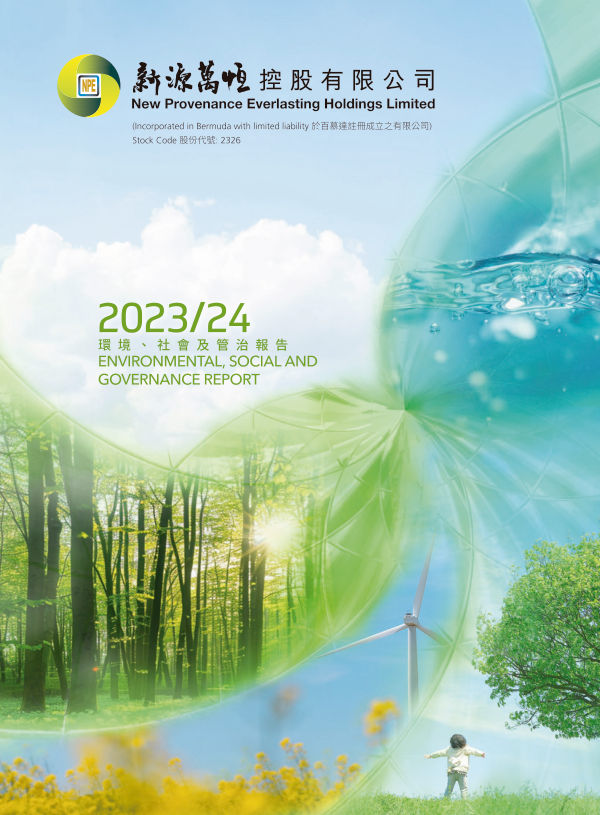 NPE
新源萬恒控股有限公司
New Provenance Everlasting Holdings Limited
(Incorporated in Bermuda with limited liability 於百慕達註冊成立之有限公司)
Stock Code 股份代號: 2326
2023/24
環境、社會及管治報告
ENVIRONMENTAL, SOCIAL AND
GOVERNANCE REPORT